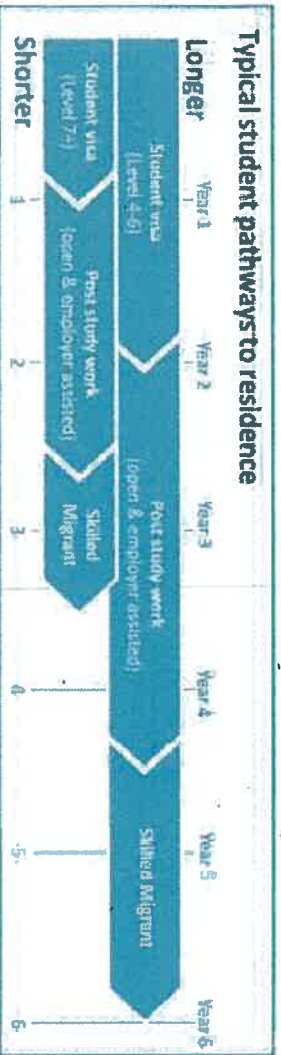 Typical student pathways to residence
Longer
Year 1
Year 2
Year 3
Year 4
Year 5
Year 6
Student visa
(Level 4-6)
Post study work
(open & employer assisted)
Skilled Migrant
Student visa
(Level 7+)
Post study work
(open & employer assisted)
Skilled
Migrant
Shorter
1
2
3
4
5
6